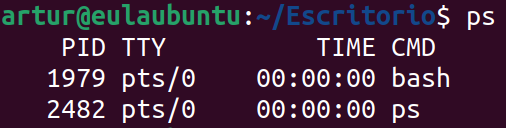 artur@eulaubuntu:~/Escritorio$ ps
    PID TTY          TIME CMD
   1979 pts/0    00:00:00 bash
   2482 pts/0    00:00:00 ps